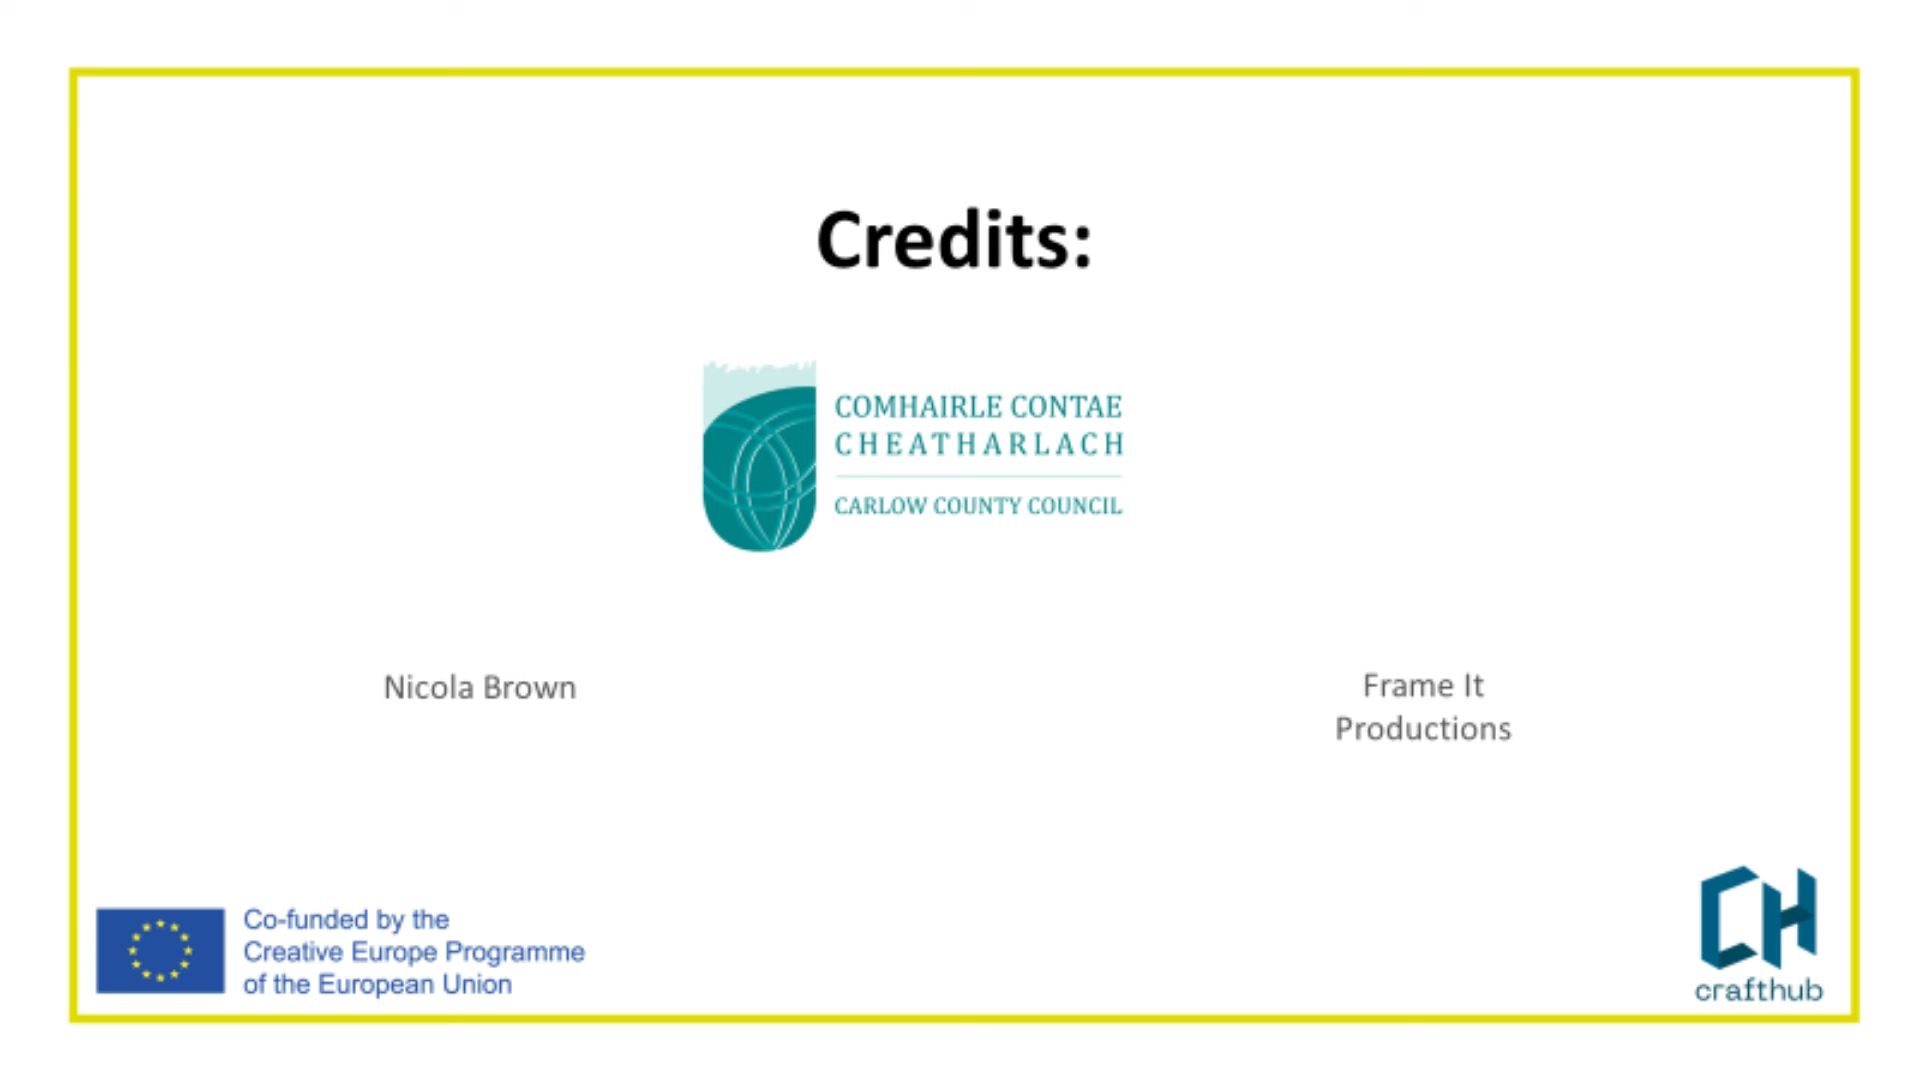 Credits:
COMHAIRLE CONTAE
CHEATHARLACH
CARLOW COUNTY COUNCIL
Nicola Brown
Frame It
Productions
Co-funded by the
Creative Europe Programme
of the European Union
CH
crafthub